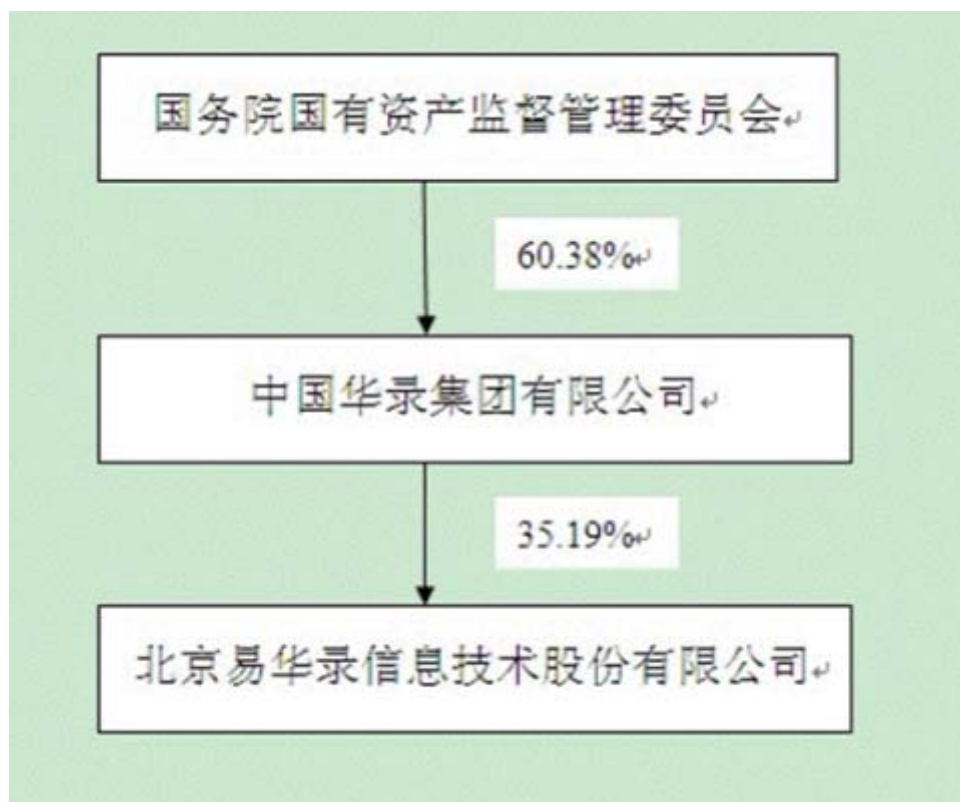 国务院国有资产监督管理委员会
60.38%
中国华录集团有限公司
35.19%
北京易华录信息技术股份有限公司